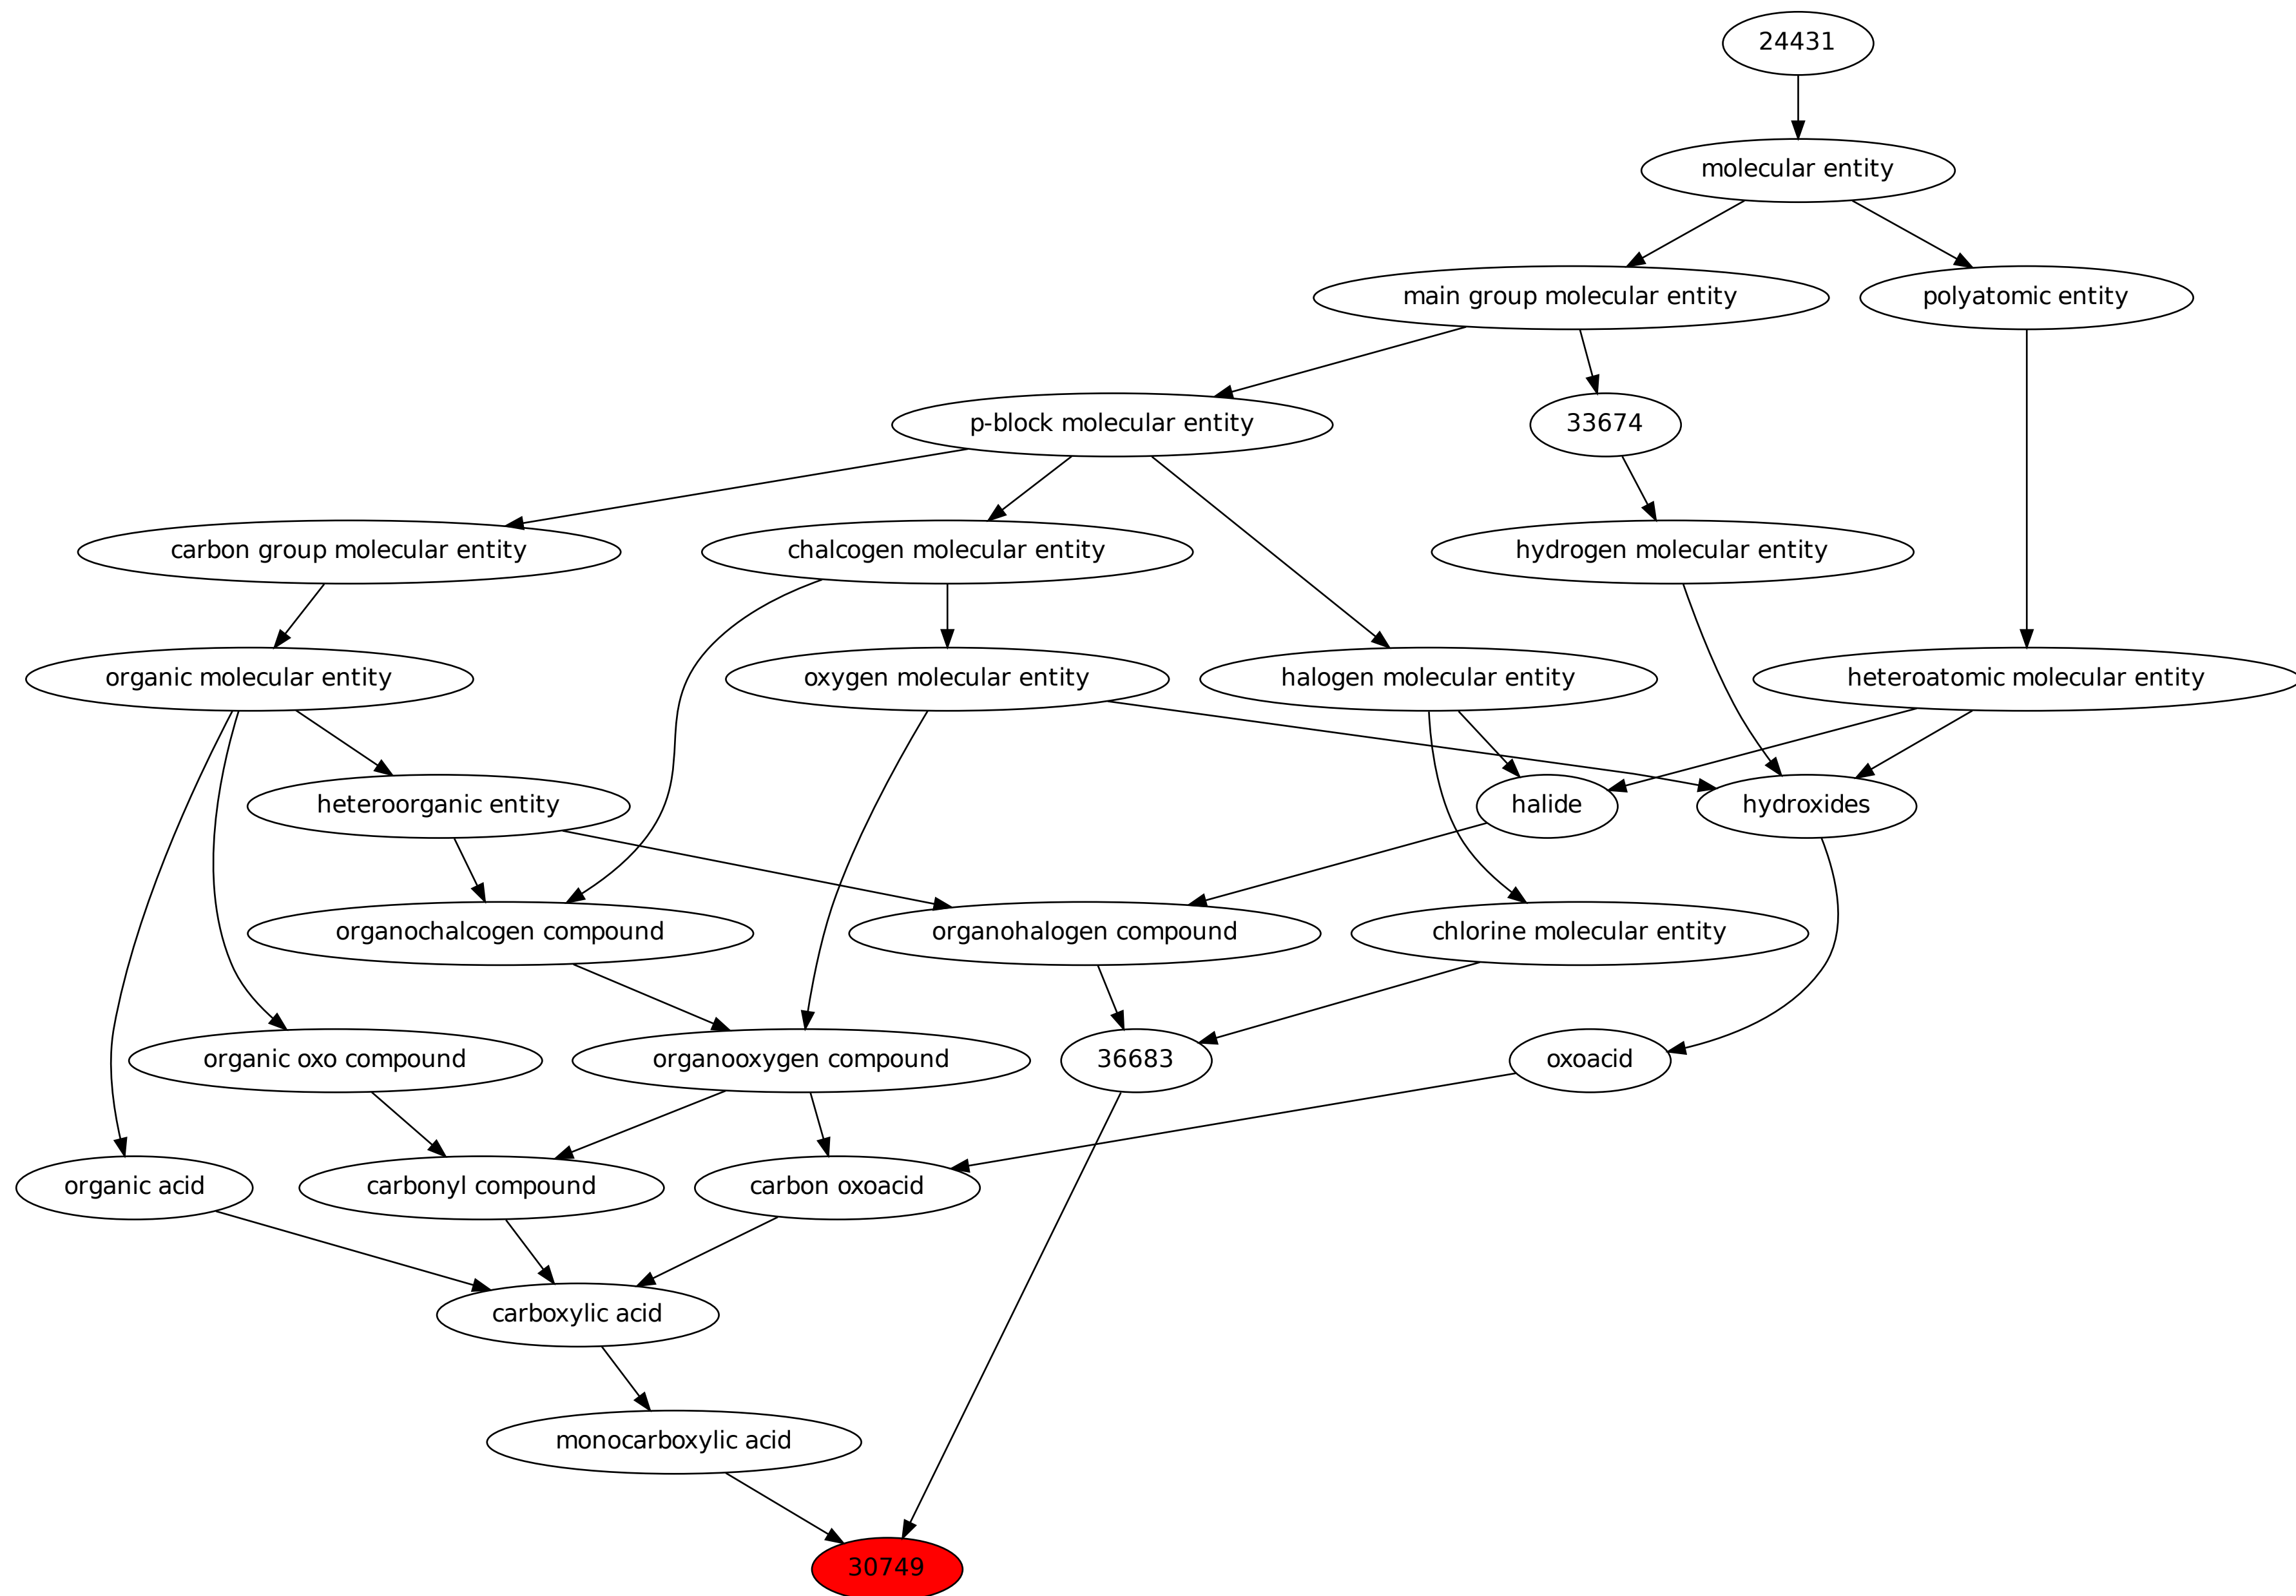 24431
molecular entity
main group molecular entity
polyatomic entity
p-block molecular entity
33674
carbon group molecular entity
chalcogen molecular entity
hydrogen molecular entity
organic molecular entity
oxygen molecular entity
halogen molecular entity
heteroatomic molecular entity
heteroorganic entity
halide
hydroxides
organochalcogen compound
organohalogen compound
chlorine molecular entity
organic oxo compound
organooxygen compound
36683
oxoacid
organic acid
carbonyl compound
carbon oxoacid
carboxylic acid
monocarboxylic acid
30749